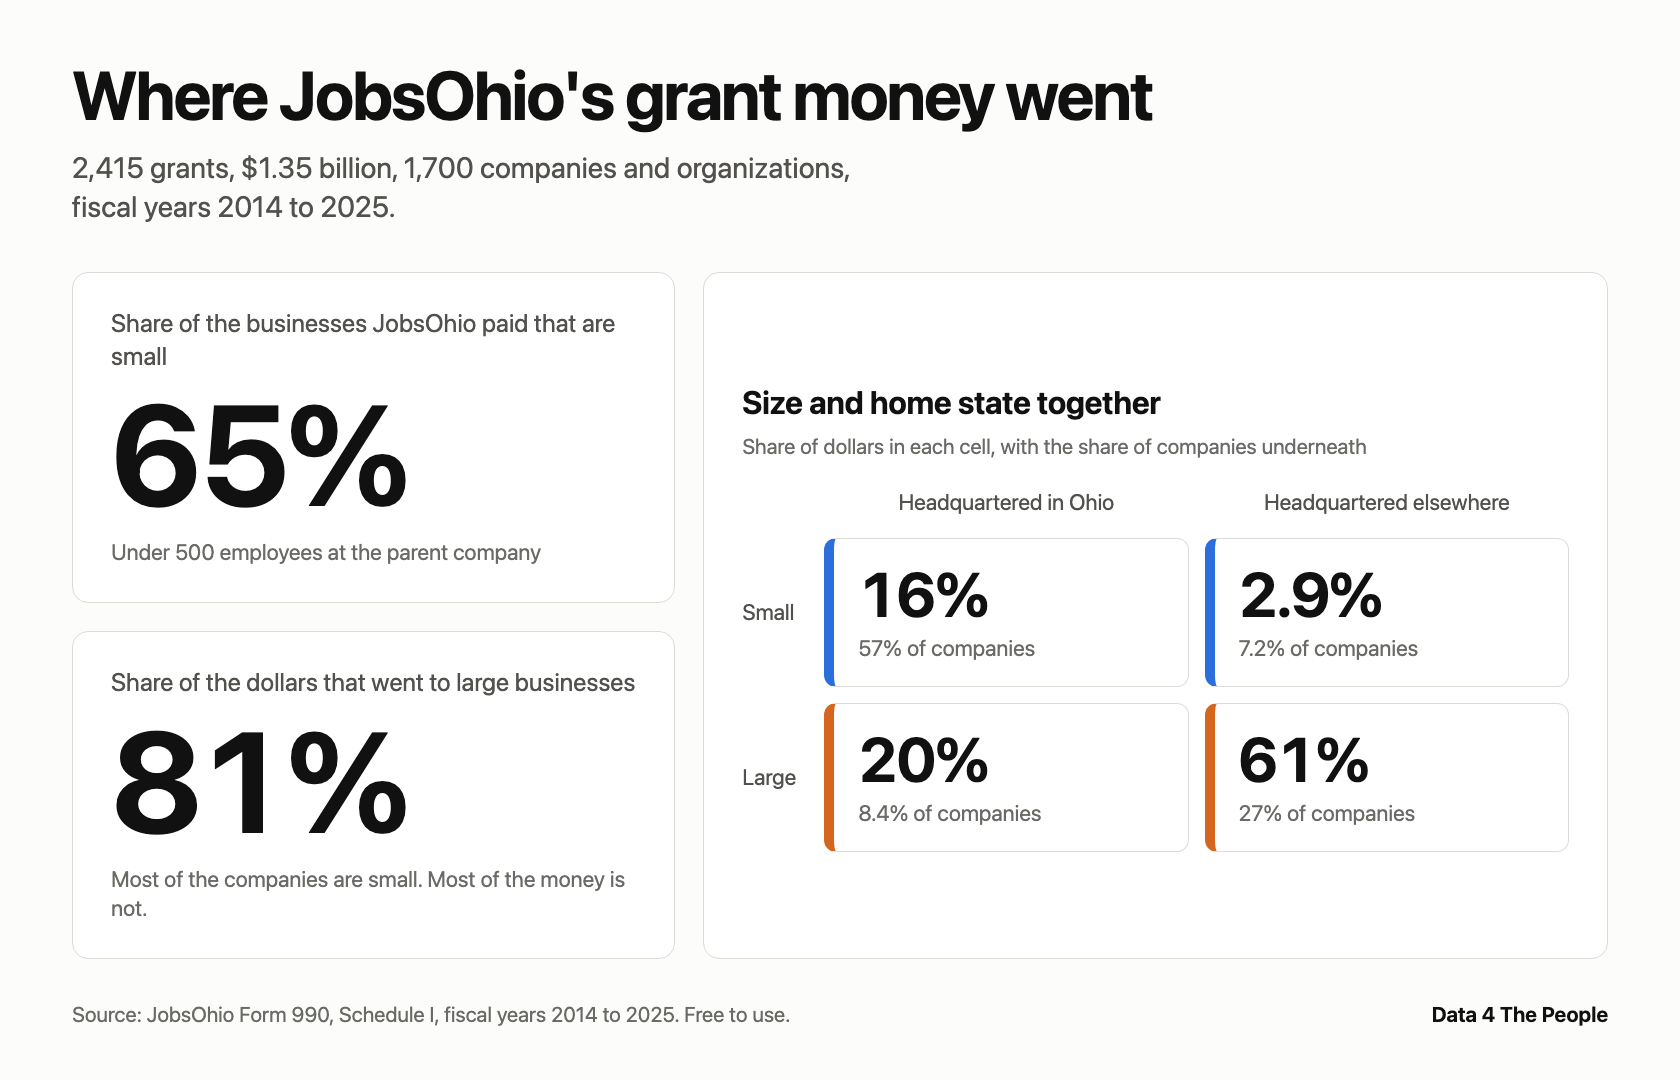 Where JobsOhio's grant money went
2,415 grants, $1.35 billion, 1,700 companies and organizations,
fiscal years 2014 to 2025.
Share of the businesses JobsOhio paid that are
small
65%
Under 500 employees at the parent company
Share of the dollars that went to large businesses
81%
Most of the companies are small. Most of the money is
not.
Size and home state together
Share of dollars in each cell, with the share of companies underneath
Headquartered in Ohio
Headquartered elsewhere
Small
16%
57% of companies
2.9%
7.2% of companies
Large
20%
8.4% of companies
61%
27% of companies
Source: JobsOhio Form 990, Schedule I, fiscal years 2014 to 2025. Free to use.
Data 4 The People